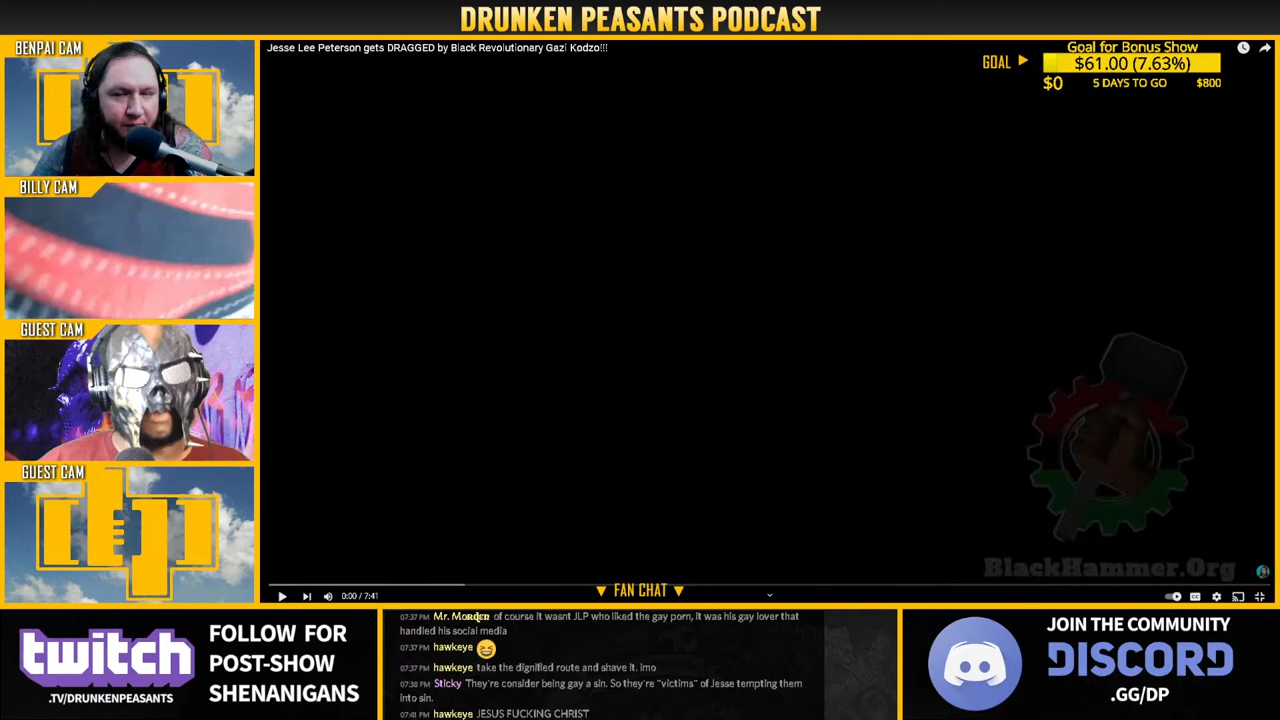 DRUNKEN PEASANTS PODCAST
BENPAI CAM
Jesse Lee Peterson gets DRAGGED by Black Revolutionary Gazi Kodzo!!!
GOAL
Goal for Bonus Show
$61.00 (7.63%)
$0 5 DAYS TO GO $800
BILLY CAM
GUEST CAM
GUEST CAM
BlackHammer.Org
0:00 / 7:41
▼ FAN CHAT ▼
07:37 PM Mr. of course it wasnt JLP who liked the gay porn, it was his gay lover that
handled his social media
07:37 PM hawkeye 😄
07:37 PM hawkeye take the dignified route and shave it. imo
07:38 PM Sticky They're consider being gay a sin. So they're "victims" of Jesse tempting them
into sin.
07:41 PM hawkeye JESUS FUCKING CHRIST
twitch
.TV/DRUNKENPEASANTS
FOLLOW FOR
POST-SHOW
SHENANIGANS
JOIN THE COMMUNITY
DISCORD
.GG/DP